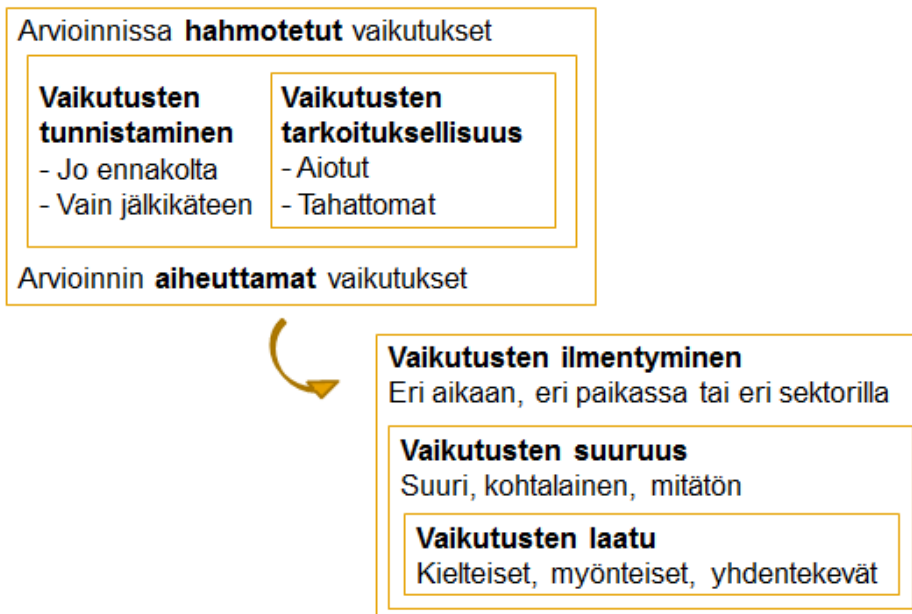 Arvioinnissa hahmotetut vaikutukset
Vaikutusten
tunnistaminen
- Jo ennakolta
- Vain jälkikäteen
Vaikutusten
tarkoituksellisuus
- Aiotut
- Tahattomat
Arvioinnin aiheuttamat vaikutukset
Vaikutusten ilmentyminen
Eri aikaan, eri paikassa tai eri sektorilla
Vaikutusten suuruus
Suuri, kohtalainen, mitätön
Vaikutusten laatu
Kielteiset, myönteiset, yhdentekevät